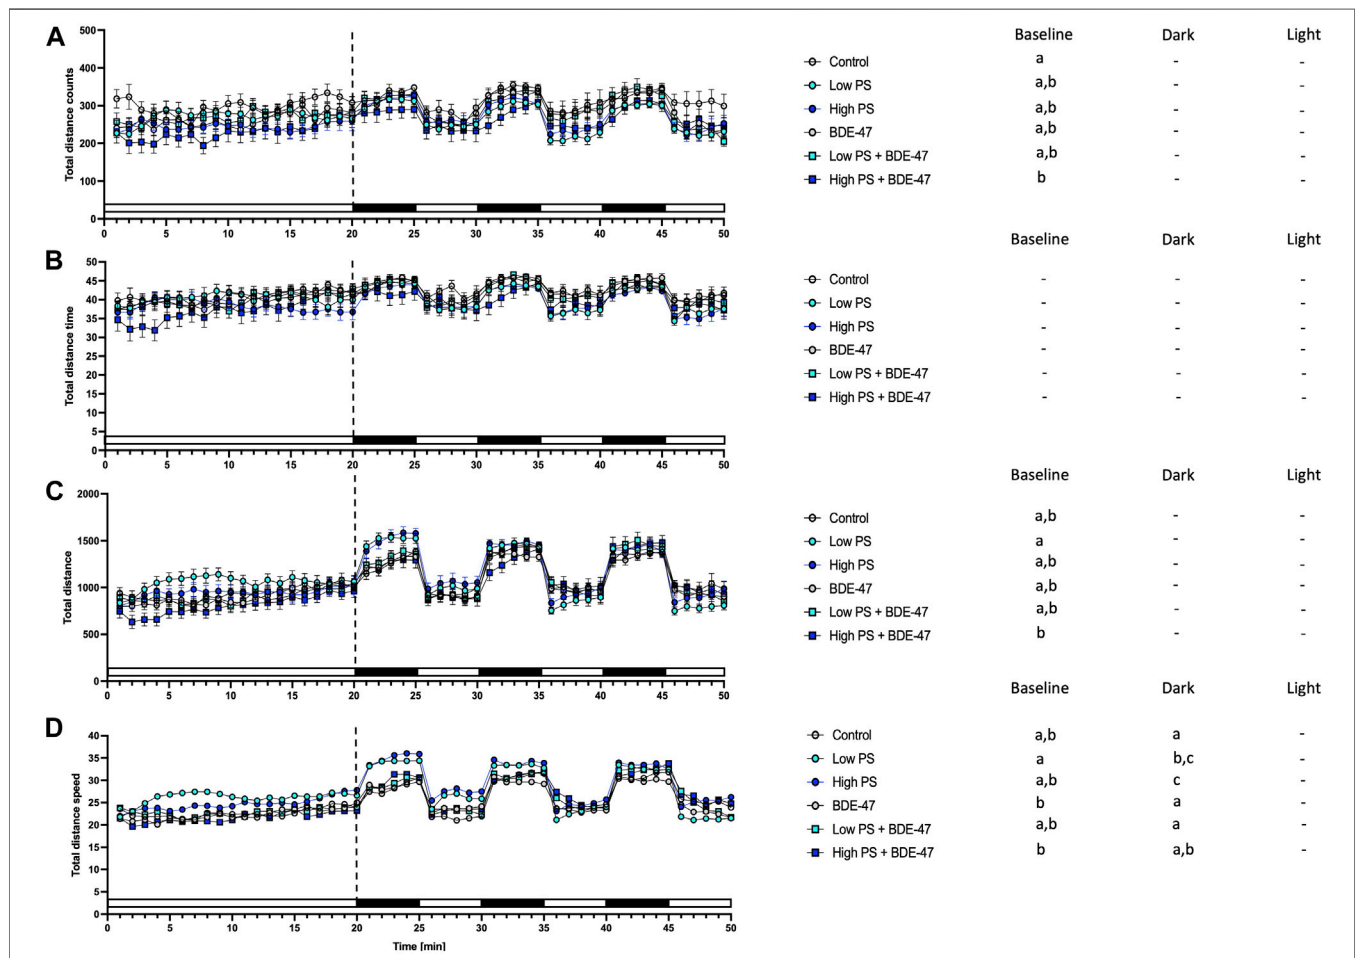 A
Total distance counts
500
400
300
200
100
0
0 5 10 15 20 25 30 35 40 45 50
Baseline Dark Light
Control a - -
Low PS a,b - -
High PS a,b - -
BDE-47 a,b - -
Low PS + BDE-47 a,b - -
High PS + BDE-47 b - -
B
Total distance time
50
45
40
35
30
25
20
15
10
5
0
0 5 10 15 20 25 30 35 40 45 50
Baseline Dark Light
Control - - -
Low PS - - -
High PS - - -
BDE-47 - - -
Low PS + BDE-47 - - -
High PS + BDE-47 - - -
C
Total distance
2000
1500
1000
500
0
0 5 10 15 20 25 30 35 40 45 50
Baseline Dark Light
Control a,b - -
Low PS a - -
High PS a,b - -
BDE-47 a,b - -
Low PS + BDE-47 a,b - -
High PS + BDE-47 b - -
D
Total distance speed
40
35
30
25
20
15
10
5
0
0 5 10 15 20 25 30 35 40 45 50
Time [min]
Baseline Dark Light
Control a,b a -
Low PS a b,c -
High PS a,b c -
BDE-47 b a -
Low PS + BDE-47 a,b a -
High PS + BDE-47 b a,b -